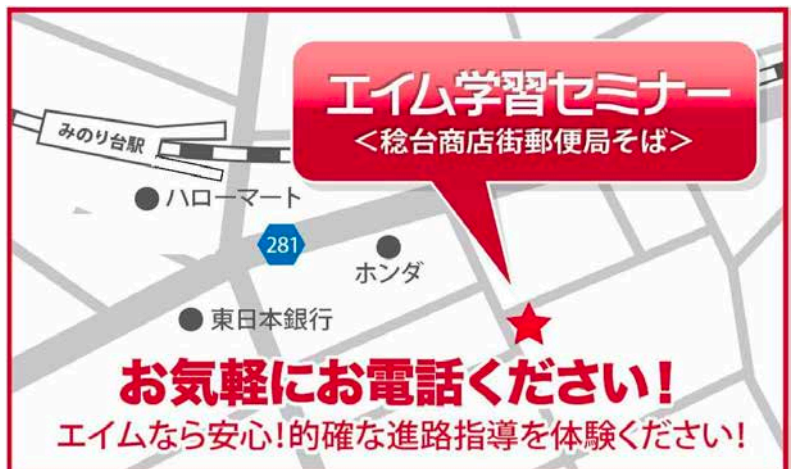 エイム学習セミナー
<稔台商店街郵便局そば>
みのり台駅
ハローマート
281
ホンダ
東日本銀行
お気軽にお電話ください!
エイムなら安心!的確な進路指導を体験ください!